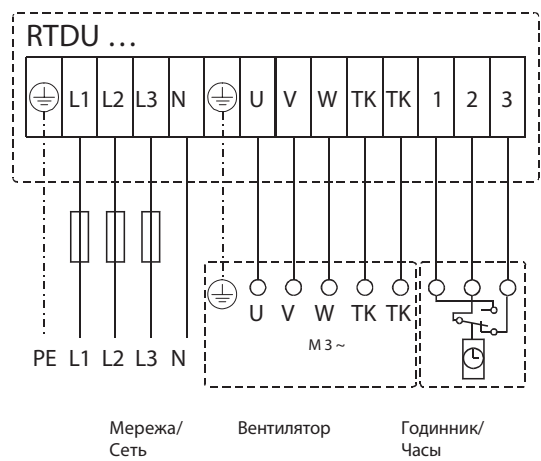 RTDU ...
L1 L2 L3 N U V W TK TK 1 2 3
U V W TK TK
M 3 ~
PE L1 L2 L3 N
Мережа/ Вентилятор Годинник/
Сеть Часы